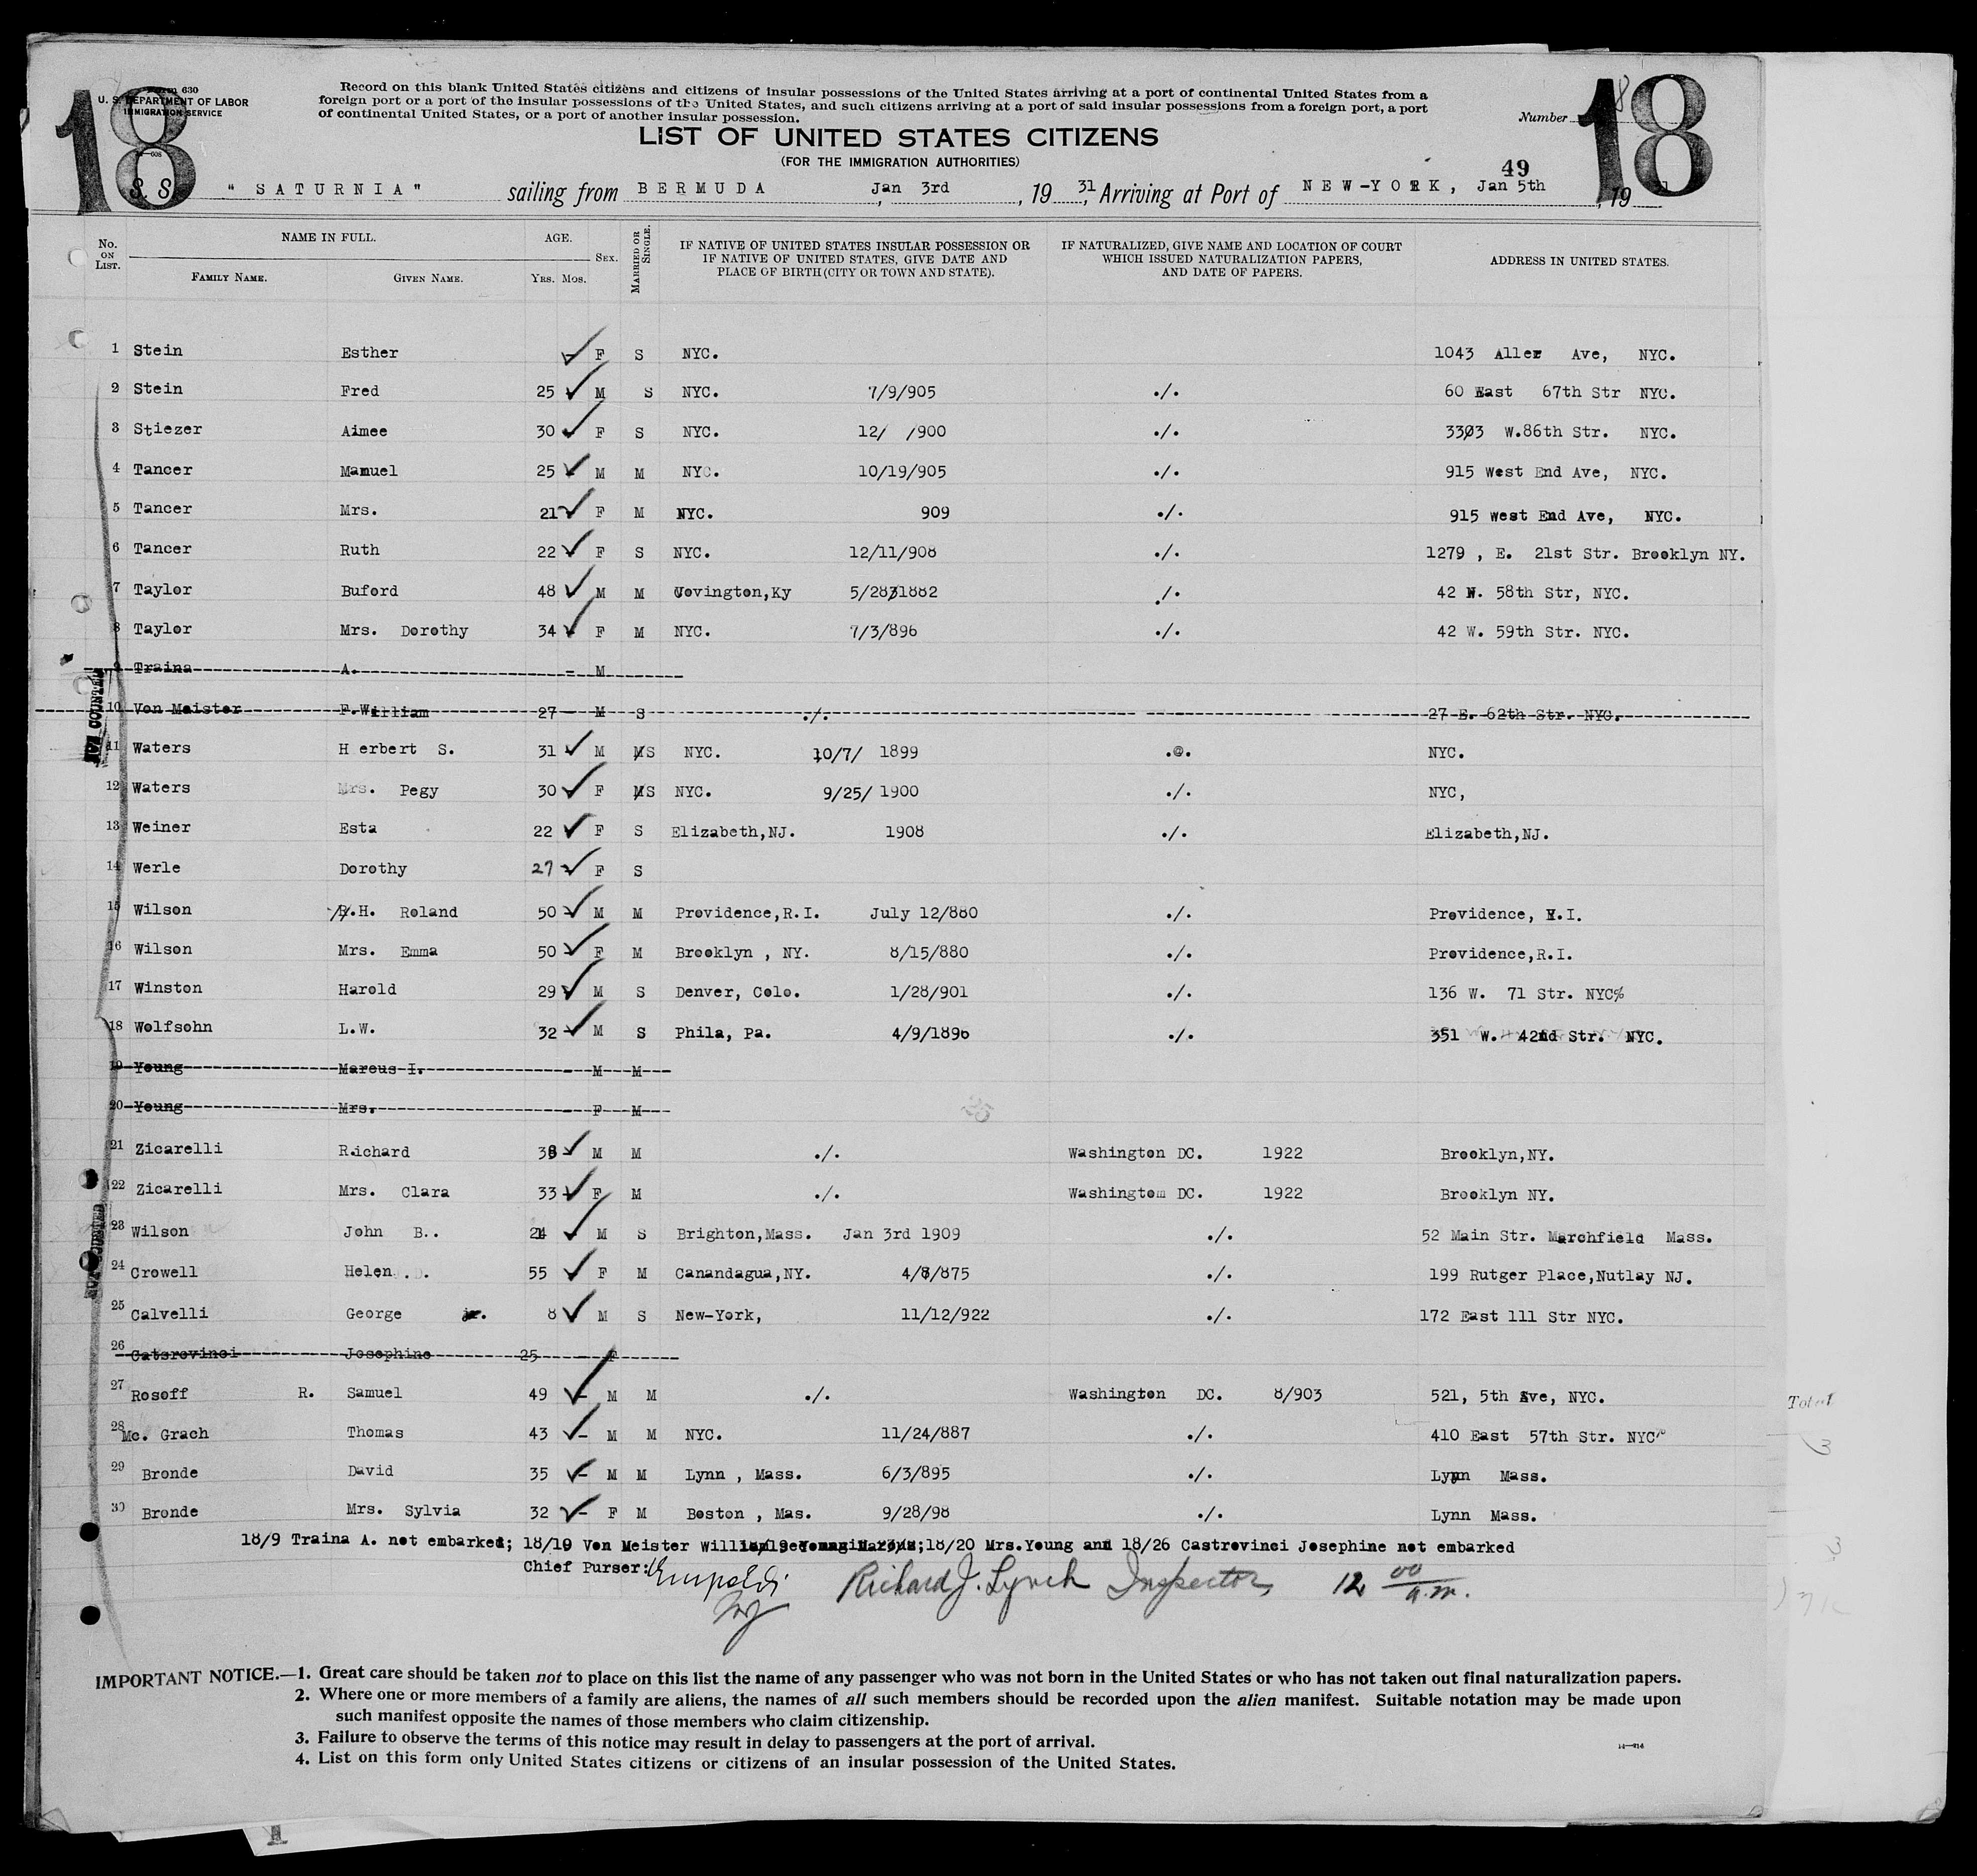 18
Form 630
U. S. DEPARTMENT OF LABOR
IMMIGRATION SERVICE
Record on this blank United States citizens and citizens of insular possessions of the United States arriving at a port of continental United States from a
foreign port or a port of the insular possessions of the United States, and such citizens arriving at a port of said insular possessions from a foreign port, a port
of continental United States, or a port of another insular possession.
Number 18
18
LIST OF UNITED STATES CITIZENS
(FOR THE IMMIGRATION AUTHORITIES)
49
S. S. "SATURNIA" sailing from BERMUDA Jan 3rd, 1931, Arriving at Port of NEW-YORK, Jan 5th, 19
No. ON LIST. NAME IN FULL. FAMILY NAME. GIVEN NAME. AGE. YRS. MOS. SEX. MARRIED OR SINGLE. IF NATIVE OF UNITED STATES INSULAR POSSESSION OR IF NATIVE OF UNITED STATES, GIVE DATE AND PLACE OF BIRTH (CITY OR TOWN AND STATE). IF NATURALIZED, GIVE NAME AND LOCATION OF COURT WHICH ISSUED NATURALIZATION PAPERS, AND DATE OF PAPERS. ADDRESS IN UNITED STATES.
1 Stein Esther F S NYC. 1043 Aller Ave, NYC.
2 Stein Fred 25 M S NYC. 7/9/905 ./. 60 East 67th Str NYC.
3 Stiezer Aimee 30 F S NYC. 12/ /900 ./. 3303 W.86th Str. NYC.
4 Tancer Manuel 25 M M NYC. 10/19/905 ./. 915 West End Ave, NYC.
5 Tancer Mrs. 21 F M NYC. 909 ./. 915 west End Ave, NYC.
6 Tancer Ruth 22 F S NYC. 12/11/908 ./. 1279 , E. 21st Str. Brooklyn NY.
7 Taylor Buford 48 M M Covington,Ky 5/28/1882 ./. 42 W. 58th Str, NYC.
8 Taylor Mrs. Dorothy 34 F M NYC. 7/3/896 ./. 42 W. 59th Str. NYC.
9 Traina A. - M
10 Von Meister F.William 27 M S ./. 27 E. 62th Str. NYC.
11 Waters Herbert S. 31 M MS NYC. 10/7/ 1899 .@. NYC.
12 Waters Mrs. Pegy 30 F MS NYC. 9/25/ 1900 ./. NYC,
13 Weiner Esta 22 F S Elizabeth,NJ. 1908 ./. Elizabeth,NJ.
14 Werle Dorothy 27 F S
15 Wilson H. Roland 50 M M Providence,R.I. July 12/880 ./. Providence, R.I.
16 Wilson Mrs. Emma 50 F M Brooklyn , NY. 8/15/880 ./. Providence,R.I.
17 Winston Harold 29 M S Denver, Colo. 1/28/901 ./. 136 W. 71 Str. NYC%
18 Wolfsohn L.W. 32 M S Phila, Pa. 4/9/1896 ./. 351 W. 42nd Str. NYC.
19 Young Marcus I. - M M
20 Young Mrs. - F M
21 Zicarelli Richard 38 M M ./. Washington DC. 1922 Brooklyn,NY.
22 Zicarelli Mrs. Clara 33 F M ./. Washingtom DC. 1922 Brooklyn NY.
23 Wilson John B.. 21 M S Brighton,Mass. Jan 3rd 1909 ./. 52 Main Str. Marchfield Mass.
24 Crowell Helen . D. 55 F M Canandagua,NY. 4/8/875 ./. 199 Rutger Place,Nutlay NJ.
25 Calvelli George jr. 8 M S New-York, 11/12/922 ./. 172 East 111 Str NYC.
26 Catsrovinci Josephine 25 - F
27 Rosoff R. Samuel 49 M M ./. Washington DC. 8/903 521, 5th Ave, NYC.
28 Mc. Grach Thomas 43 M M NYC. 11/24/887 ./. 410 East 57th Str. NYC
29 Bronde David 35 M M Lynn , Mass. 6/3/895 ./. Lynn Mass.
30 Bronde Mrs. Sylvia 32 F M Boston , Mas. 9/28/98 ./. Lynn Mass.
18/9 Traina A. not embarked; 18/10 Von Meister 18/20 Mrs.Young and 18/26 Castrovinci Josephine not embarked
Chief Purser: Richard J. Lynch Inspector 12 00 a.m.
Total
3
3
IMPORTANT NOTICE.—1. Great care should be taken not to place on this list the name of any passenger who was not born in the United States or who has not taken out final naturalization papers.
2. Where one or more members of a family are aliens, the names of all such members should be recorded upon the alien manifest. Suitable notation may be made upon
such manifest opposite the names of those members who claim citizenship.
3. Failure to observe the terms of this notice may result in delay to passengers at the port of arrival.
4. List on this form only United States citizens or citizens of an insular possession of the United States.